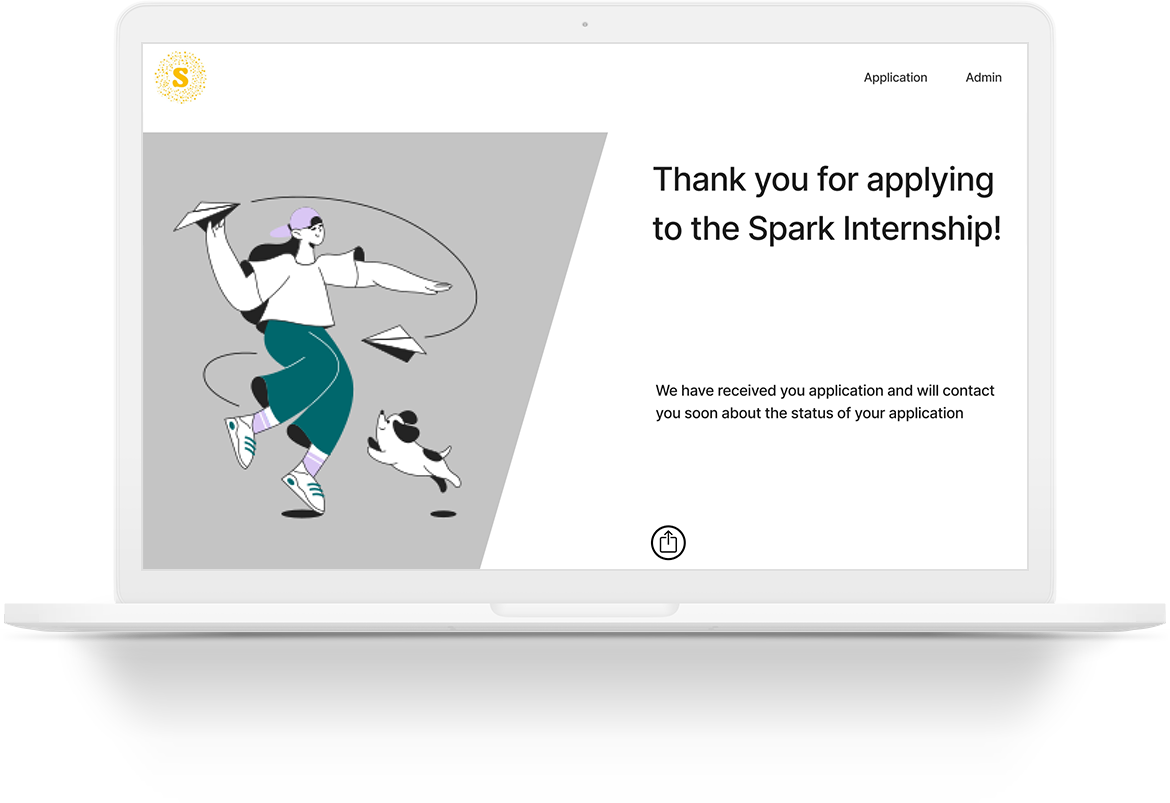 S
Application Admin
Thank you for applying
to the Spark Internship!
We have received you application and will contact
you soon about the status of your application